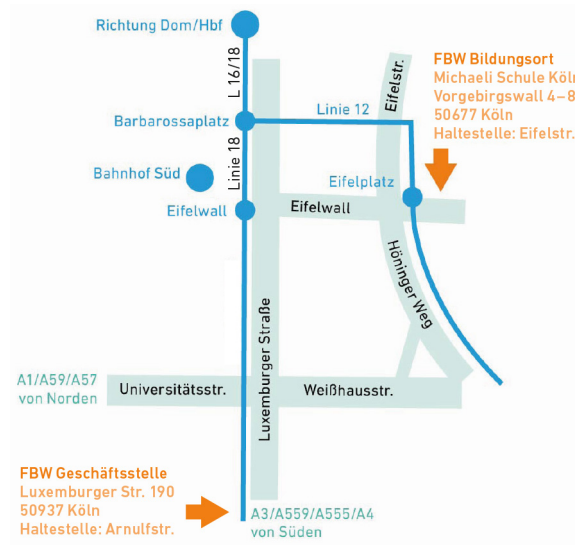 Richtung Dom/Hbf
L 16/18
Eifelstr.
FBW Bildungsort
Michaeli Schule Köln
Vorgebirgswall 4–8
50677 Köln
Haltestelle: Eifelstr.
Barbarossaplatz
Linie 12
Linie 18
Bahnhof Süd
Eifelplatz
Eifelwall
Eifelwall
Höninger Weg
Luxemburger Straße
A1/A59/A57
von Norden
Universitätsstr.
Weißhausstr.
FBW Geschäftsstelle
Luxemburger Str. 190
50937 Köln
Haltestelle: Arnulfstr.
A3/A559/A555/A4
von Süden